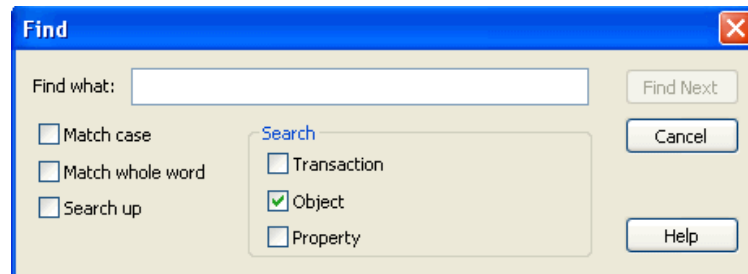 Find
Find what:
Find Next
Match case
Match whole word
Search up
Search
Transaction
Object
Property
Cancel
Help